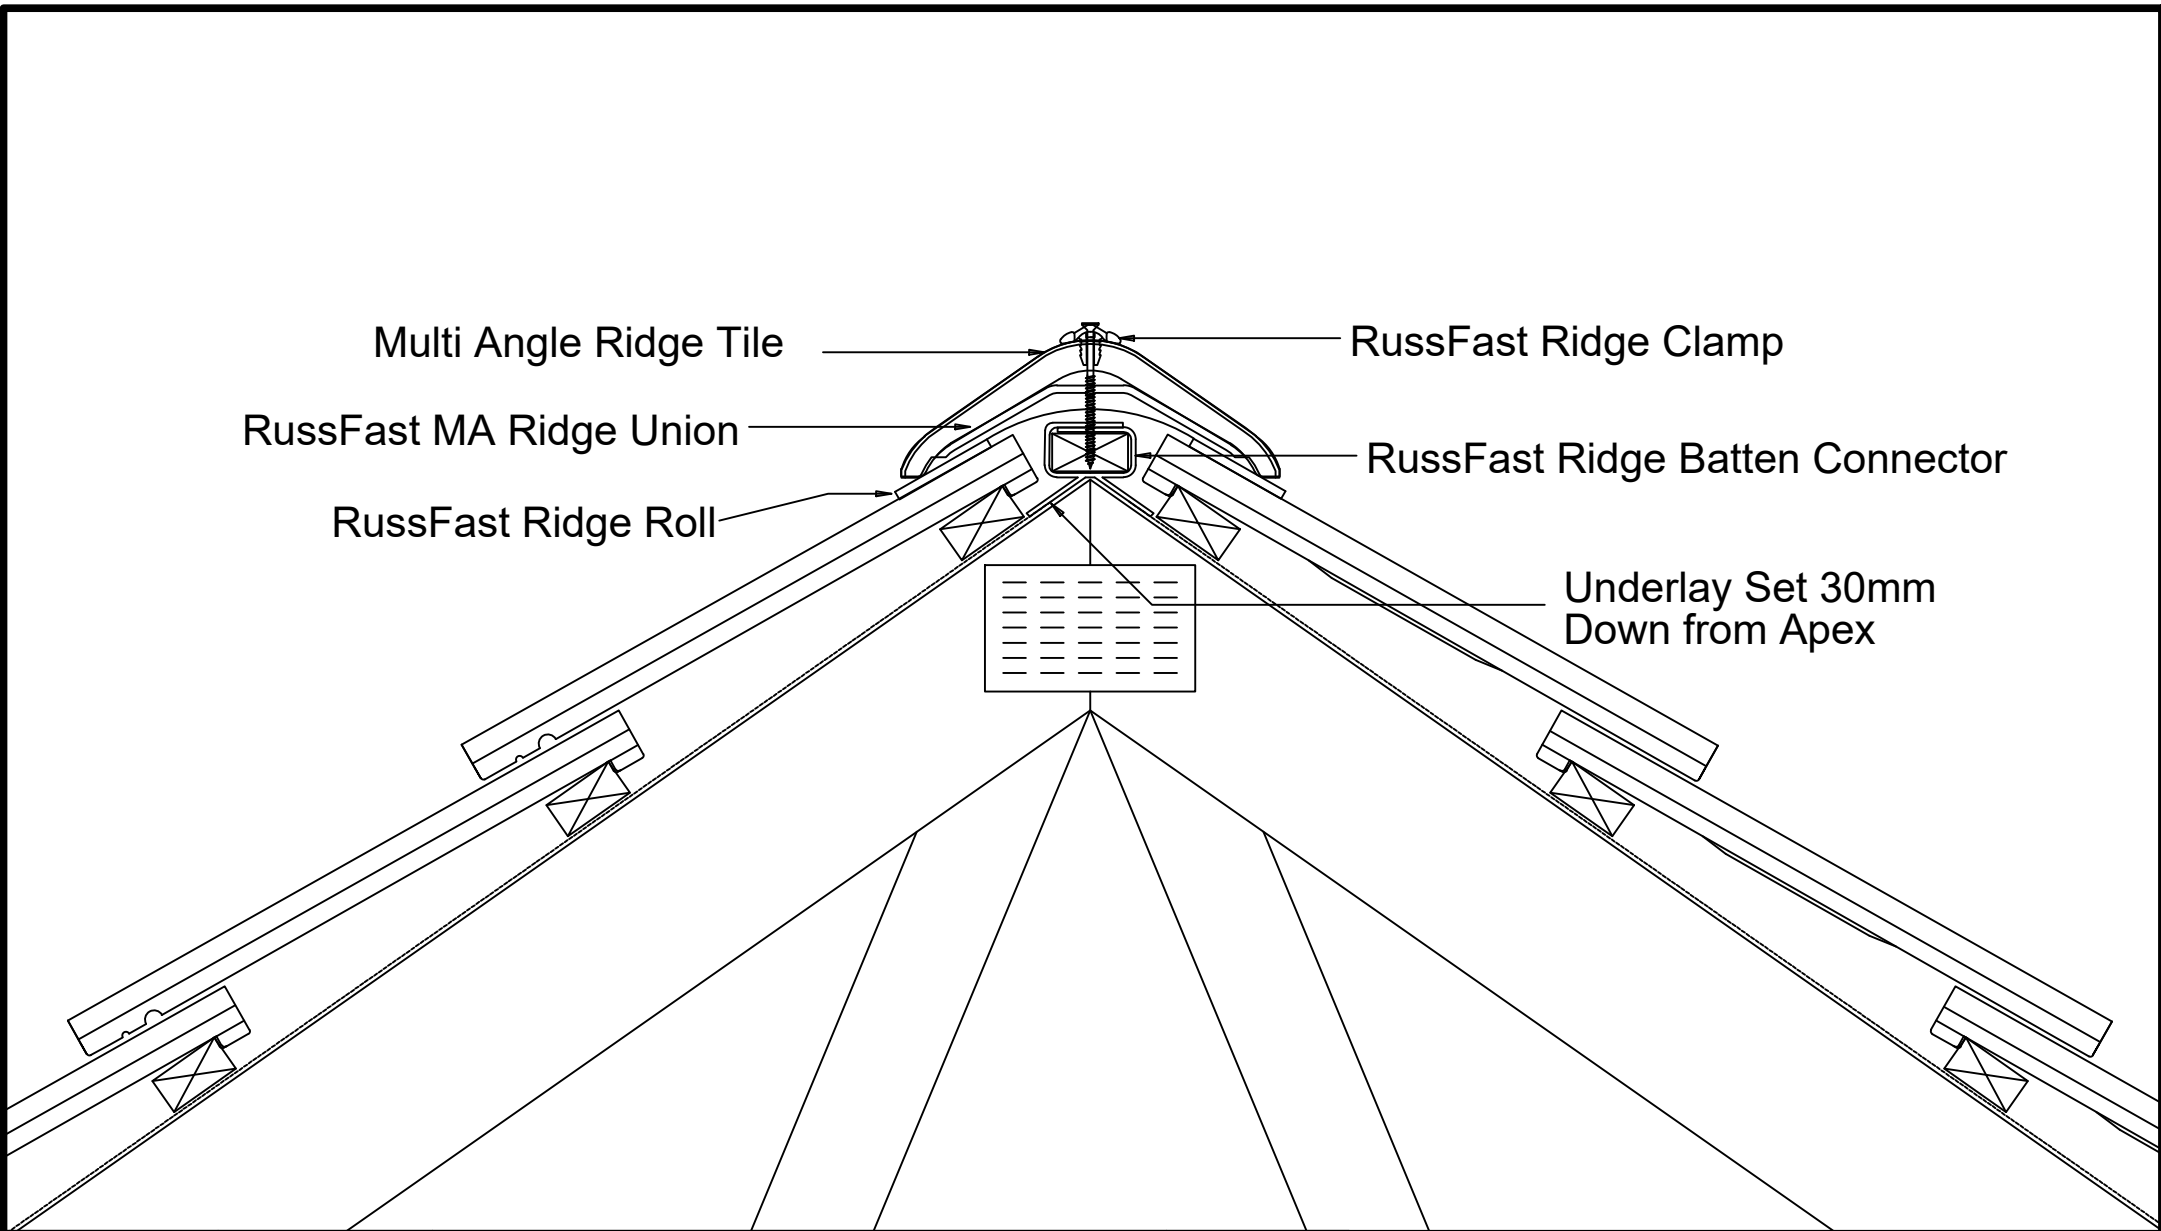 Multi Angle Ridge Tile
RussFast Ridge Clamp
RussFast MA Ridge Union
RussFast Ridge Batten Connector
RussFast Ridge Roll
Underlay Set 30mm
Down from Apex